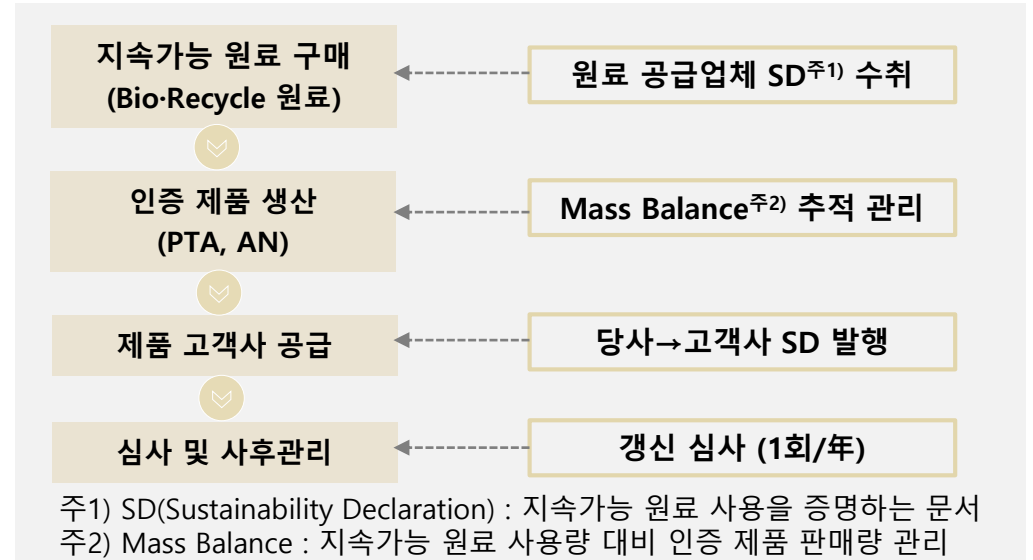 지속가능 원료 구매
(Bio·Recycle 원료)
원료 공급업체 SD주1) 수취
인증 제품 생산
(PTA, AN)
Mass Balance주2) 추적 관리
제품 고객사 공급
당사→고객사 SD 발행
심사 및 사후관리
갱신 심사 (1회/年)
주1) SD(Sustainability Declaration) : 지속가능 원료 사용을 증명하는 문서
주2) Mass Balance : 지속가능 원료 사용량 대비 인증 제품 판매량 관리